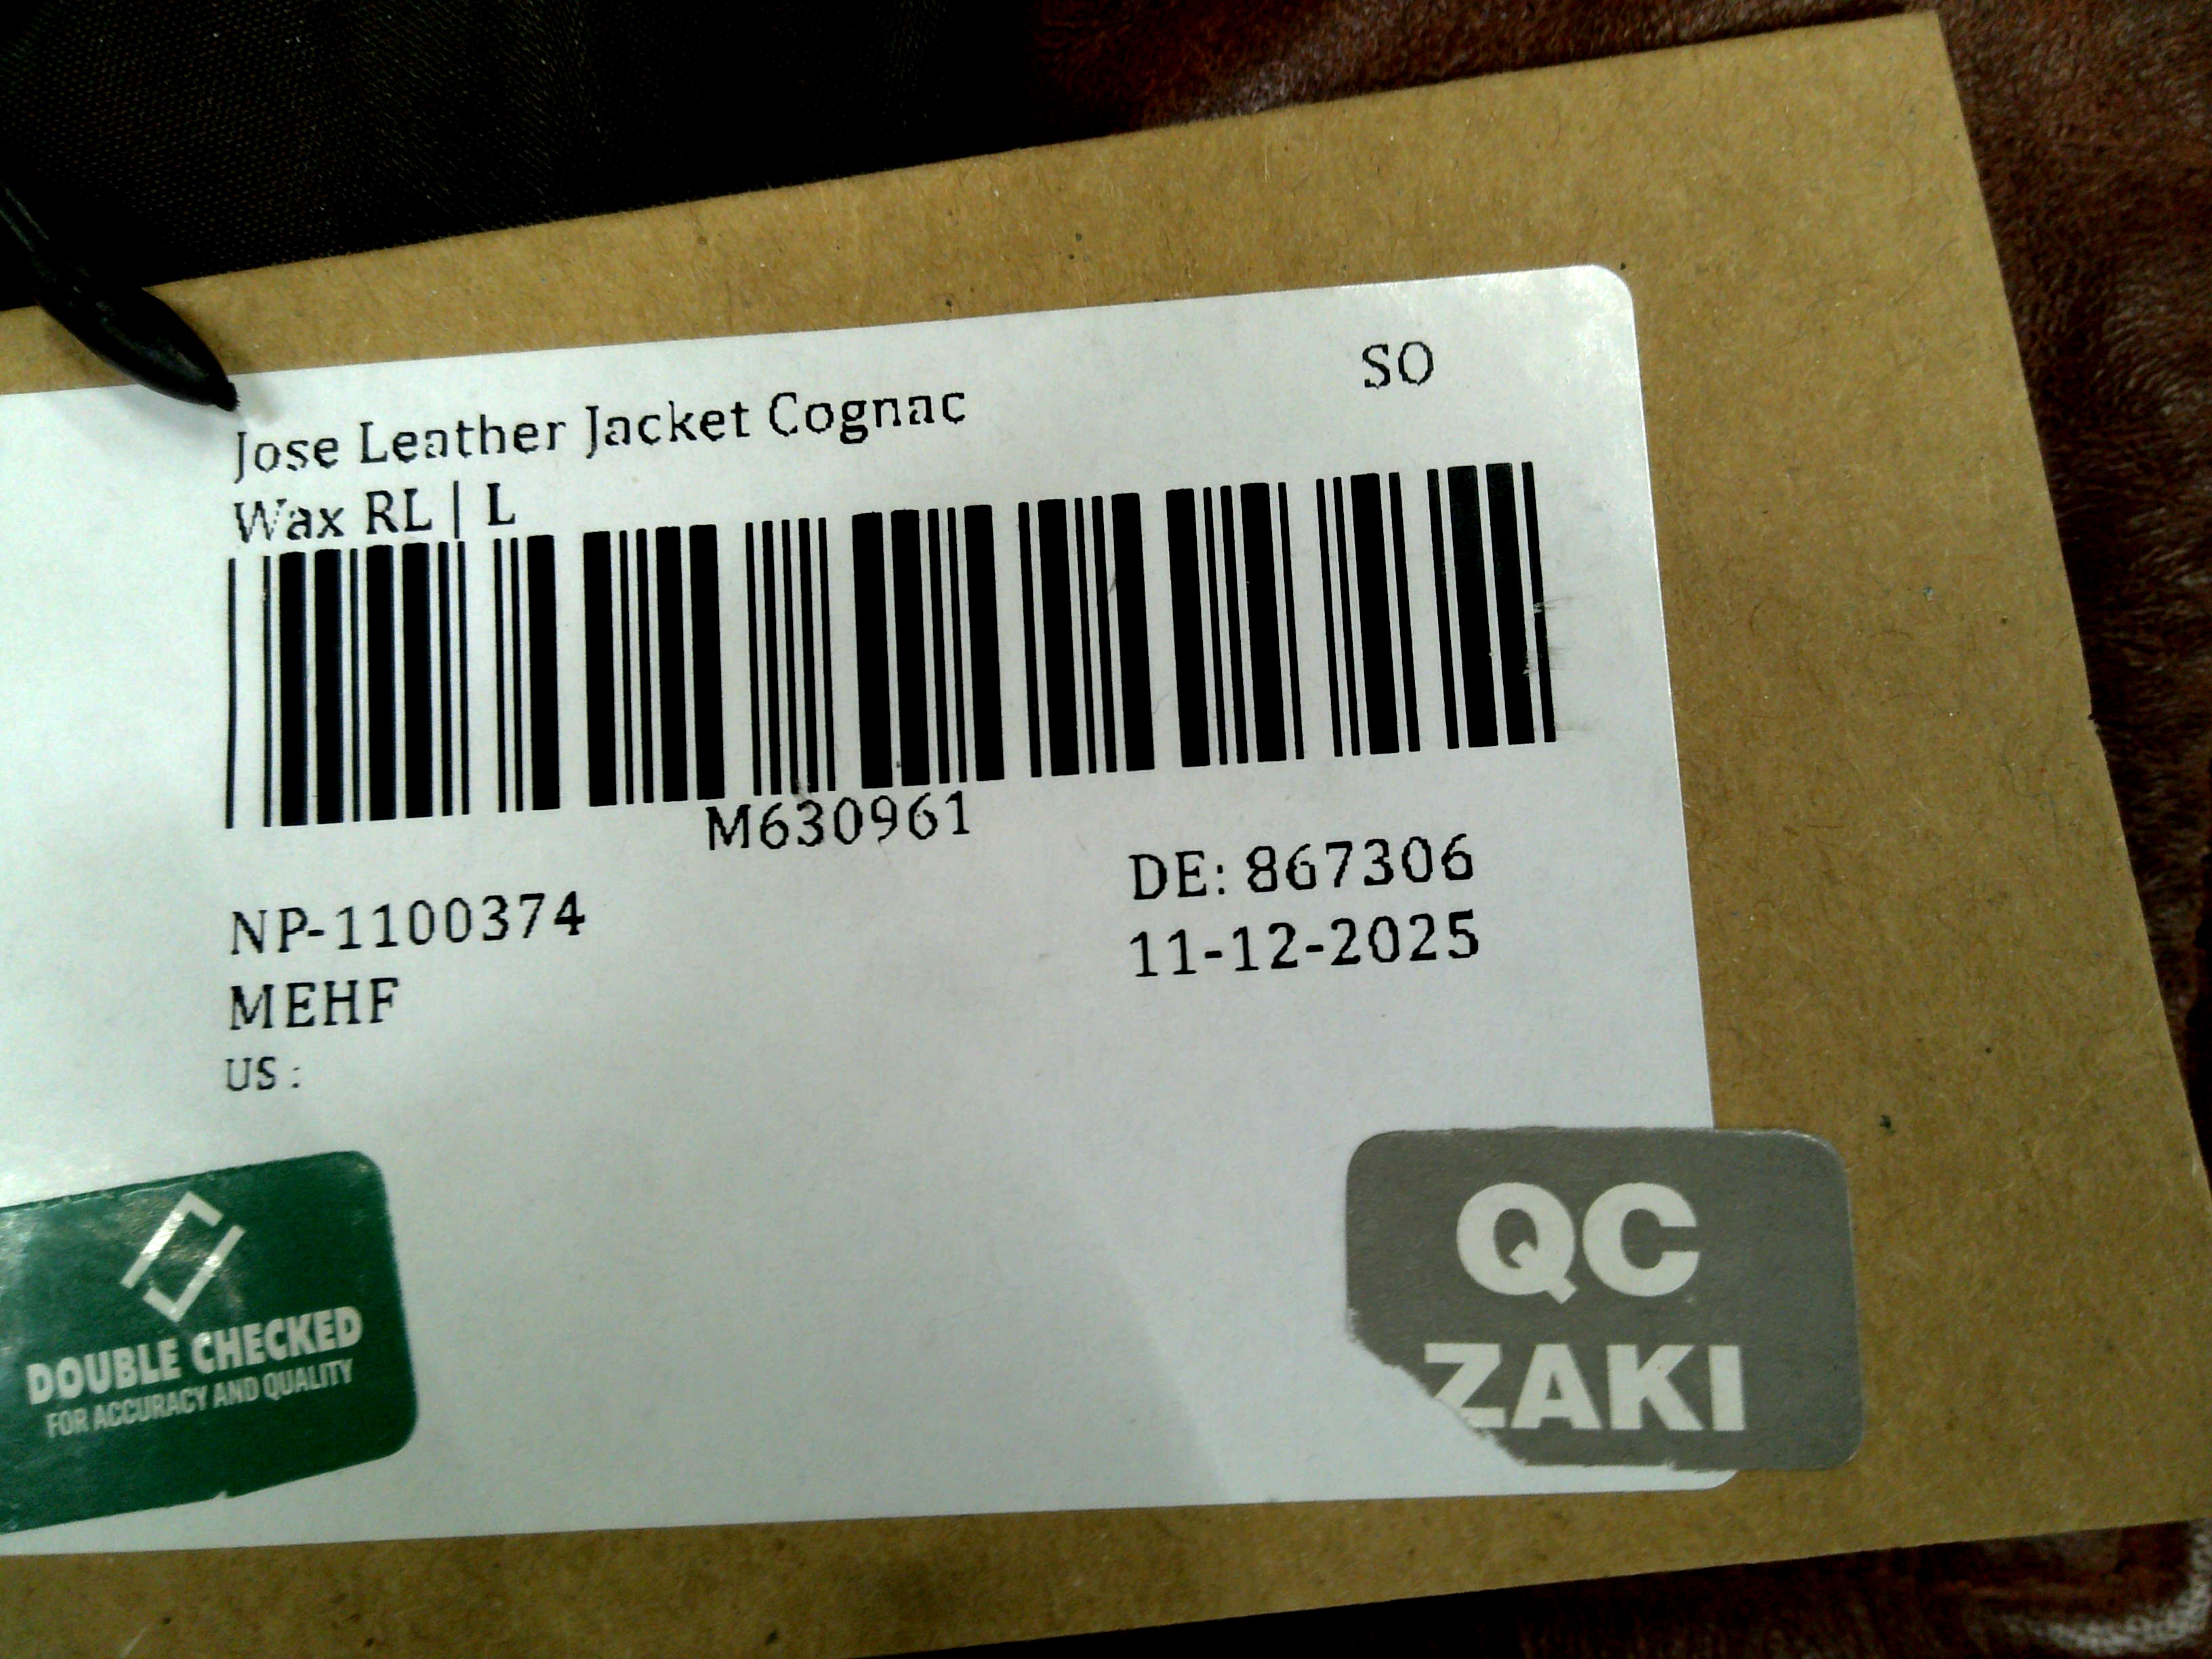 SO
Jose Leather Jacket Cognac
Wax RL | L
M630961
DE: 867306
NP-1100374
11-12-2025
MEHF
US :
QC
ZAKI
DOUBLE CHECKED
FOR ACCURACY AND QUALITY